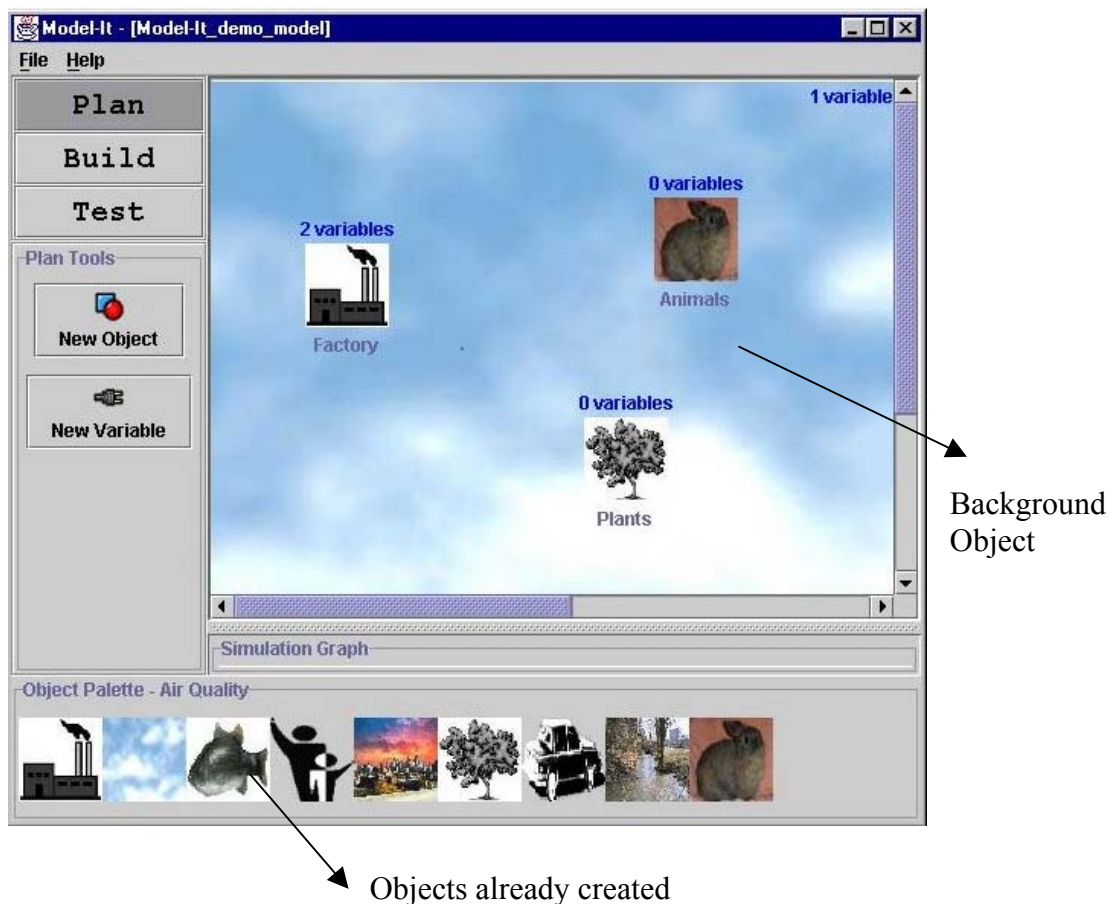 Model-It - [Model-It_demo_model]
File Help
Plan
Build
Test
Plan Tools
New Object
New Variable
1 variable
0 variables
Animals
2 variables
Factory
0 variables
Plants
Background
Object
Simulation Graph
Object Palette - Air Quality
Objects already created